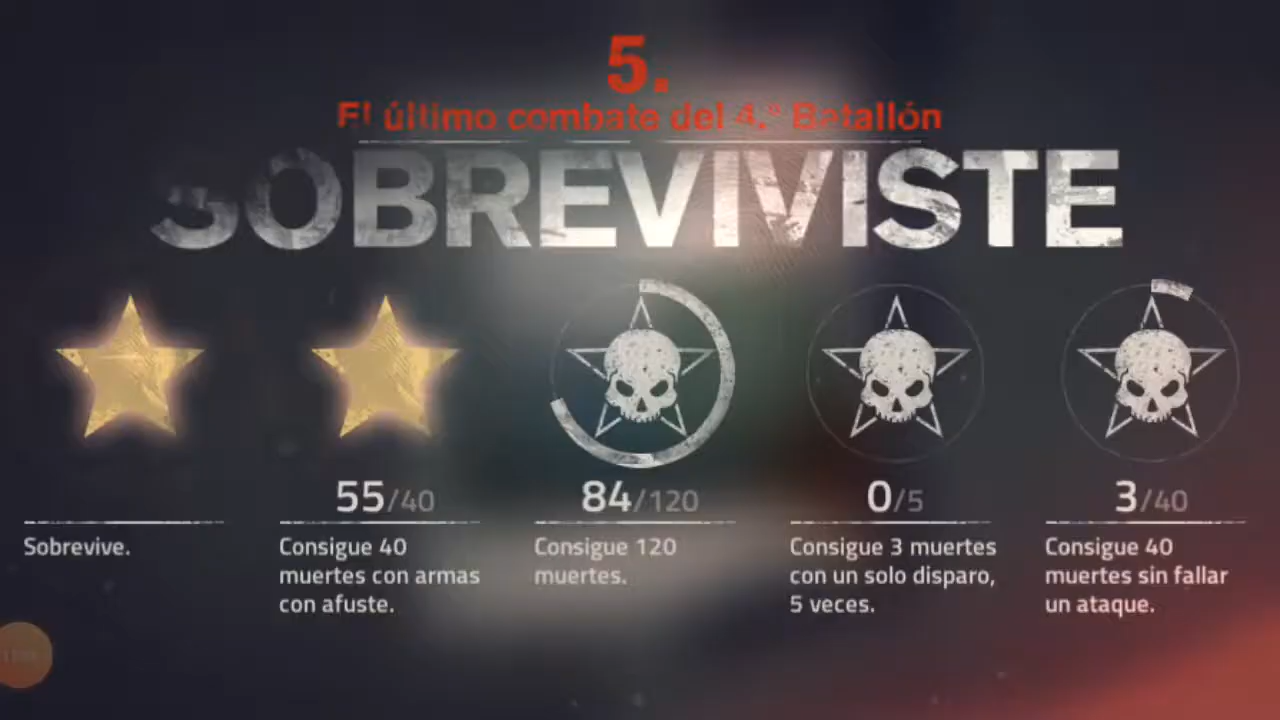 5.
El último combate del 4.º Batallón
SOBREVIVISTE
55/40
84/120
0/5
3/40
Sobrevive.
Consigue 40
muertes con armas
con afuste.
Consigue 120
muertes.
Consigue 3 muertes
con un solo disparo,
5 veces.
Consigue 40
muertes sin fallar
un ataque.